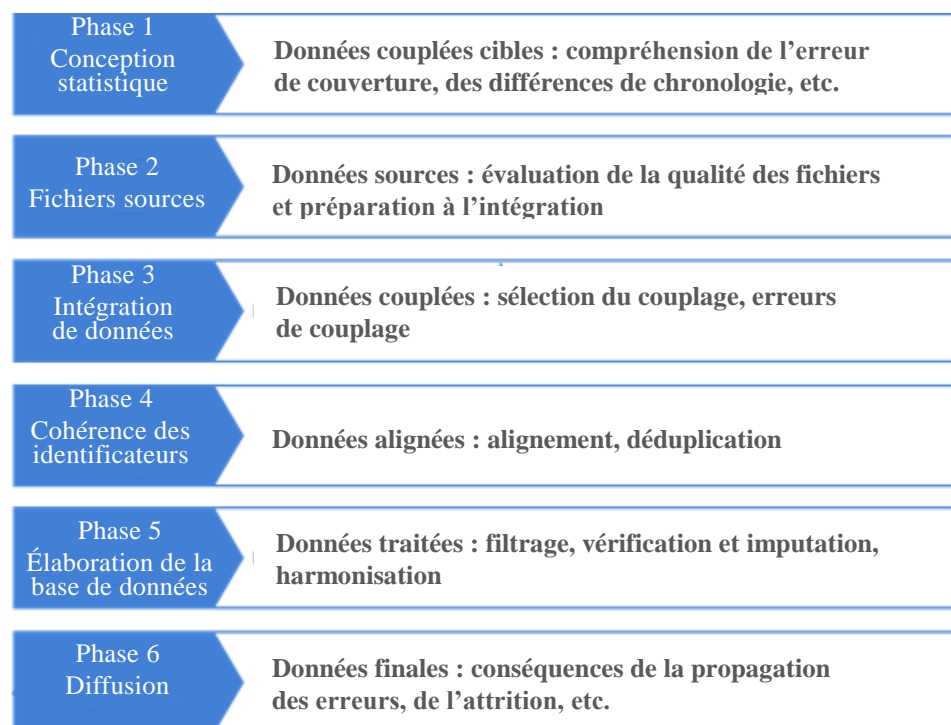 Phase 1
Conception
statistique
Données couplées cibles : compréhension de l’erreur
de couverture, des différences de chronologie, etc.
Phase 2
Fichiers sources
Données sources : évaluation de la qualité des fichiers
et préparation à l’intégration
Phase 3
Intégration
de données
Données couplées : sélection du couplage, erreurs
de couplage
Phase 4
Cohérence des
identificateurs
Données alignées : alignement, déduplication
Phase 5
Élaboration de la
base de données
Données traitées : filtrage, vérification et imputation,
harmonisation
Phase 6
Diffusion
Données finales : conséquences de la propagation
des erreurs, de l’attrition, etc.